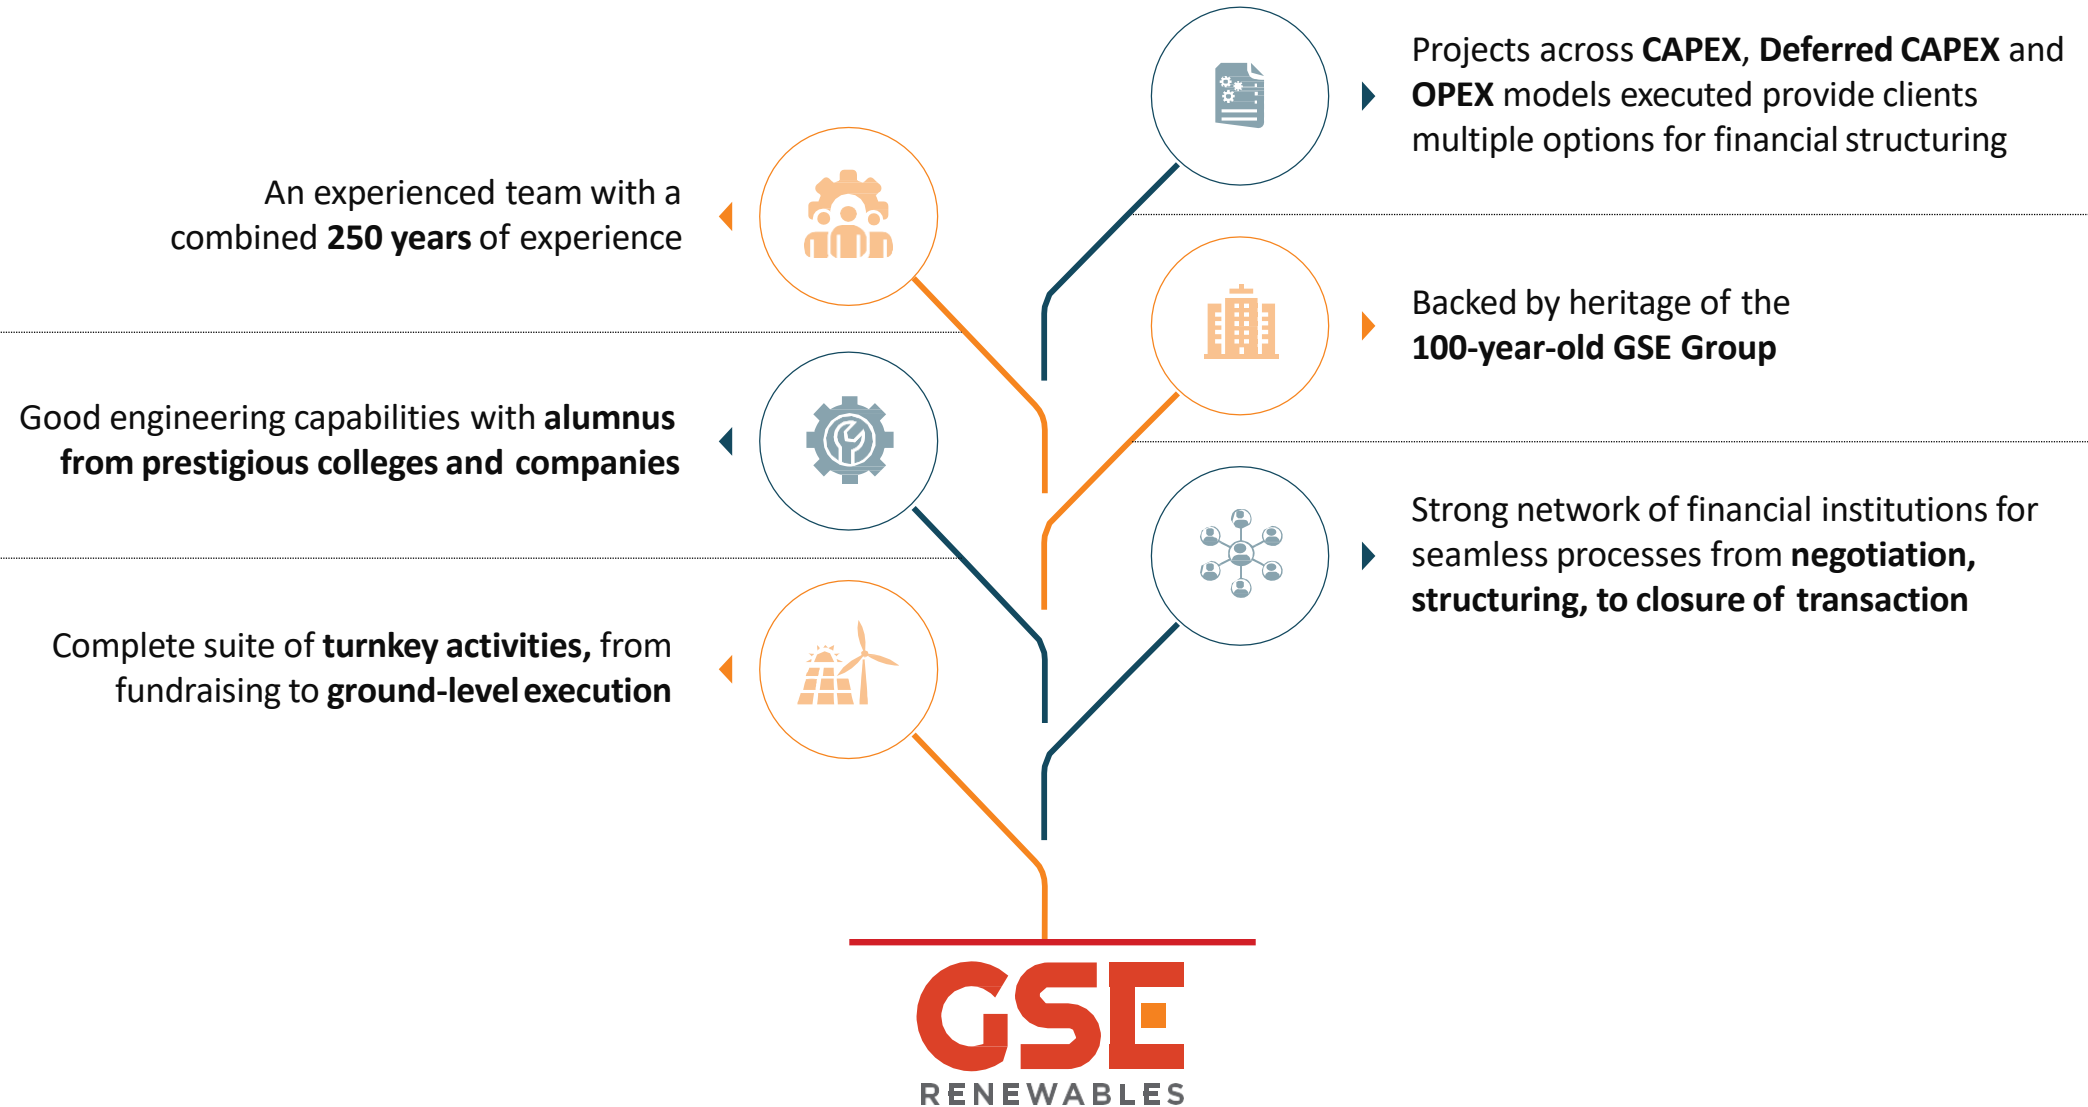 Projects across CAPEX, Deferred CAPEX and
OPEX models executed provide clients
multiple options for financial structuring
An experienced team with a
combined 250 years of experience
Backed by heritage of the
100-year-old GSE Group
Good engineering capabilities with alumnus
from prestigious colleges and companies
Strong network of financial institutions for
seamless processes from negotiation,
structuring, to closure of transaction
Complete suite of turnkey activities, from
fundraising to ground-level execution
GSE
RENEWABLES